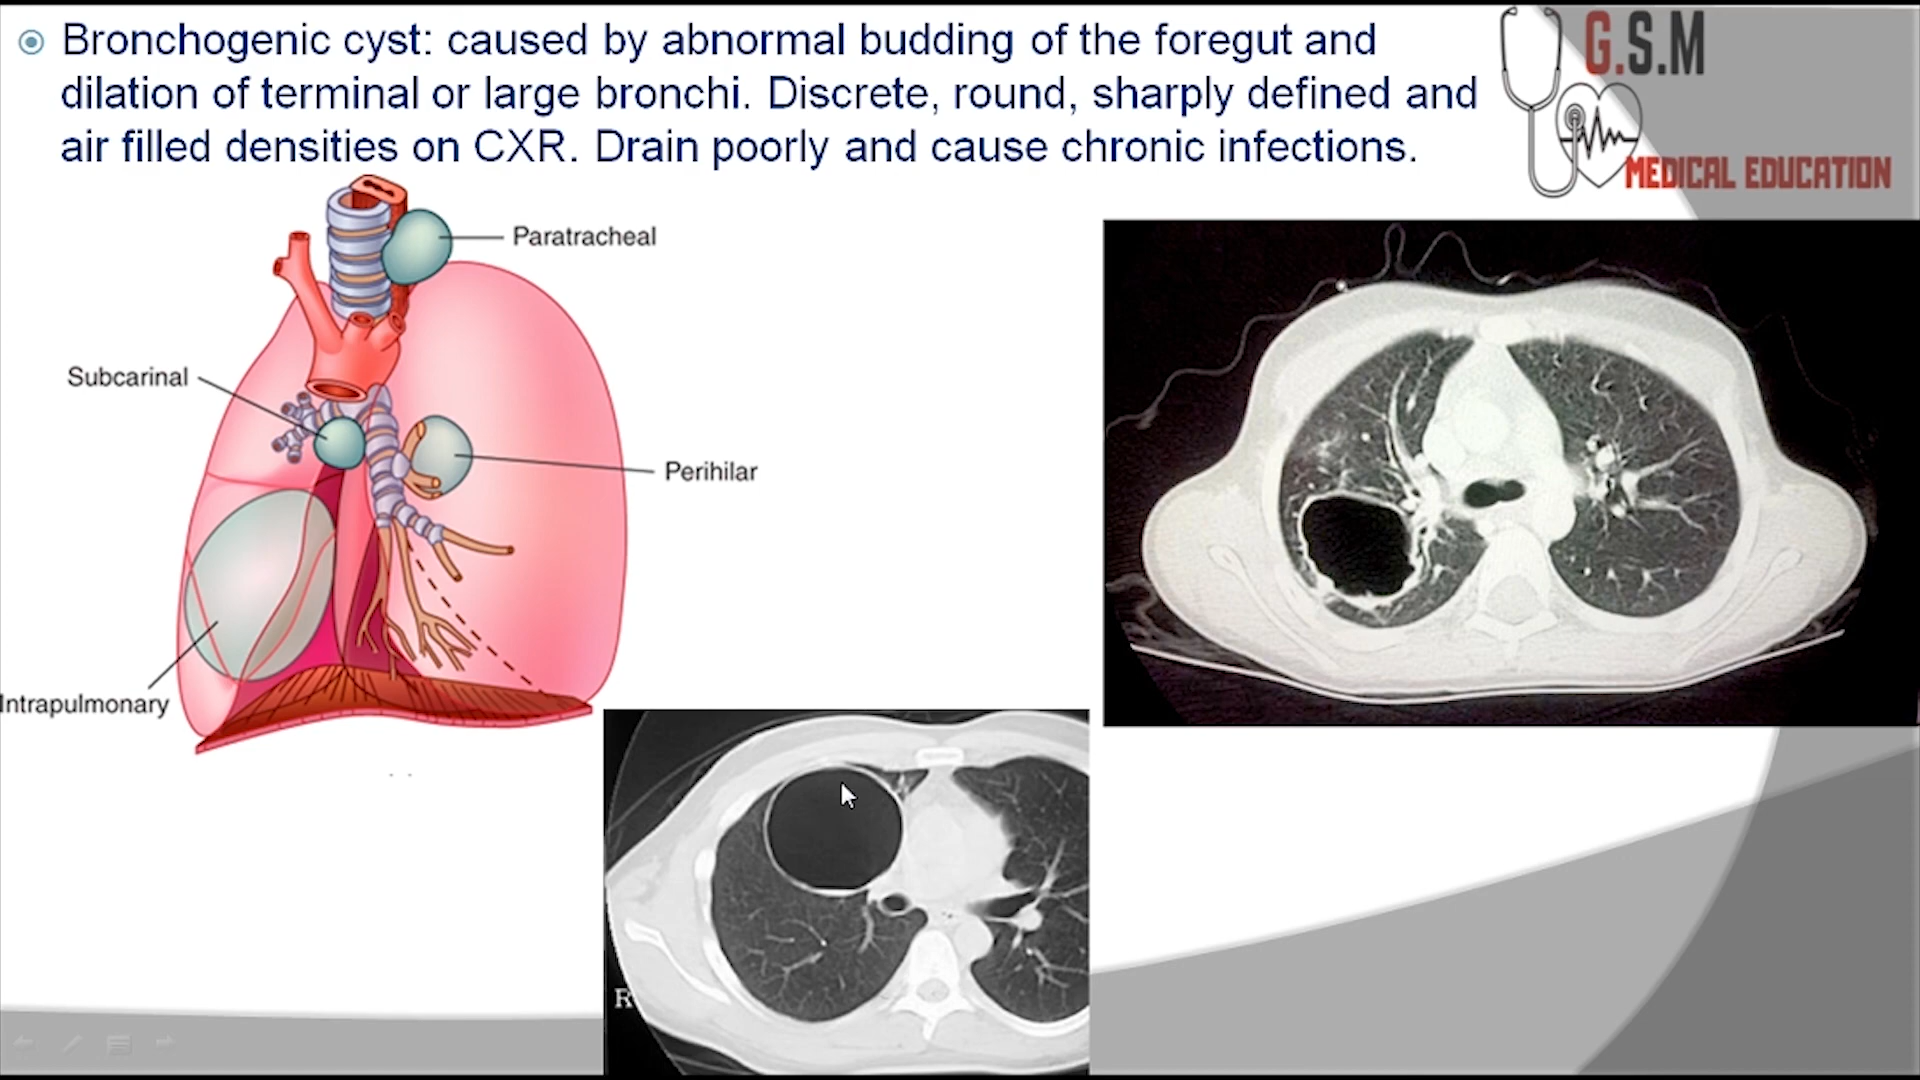 Bronchogenic cyst: caused by abnormal budding of the foregut and
dilation of terminal or large bronchi. Discrete, round, sharply defined and
air filled densities on CXR. Drain poorly and cause chronic infections.
G.S.M
MEDICAL EDUCATION
Paratracheal
Subcarinal
Perihilar
Intrapulmonary
R